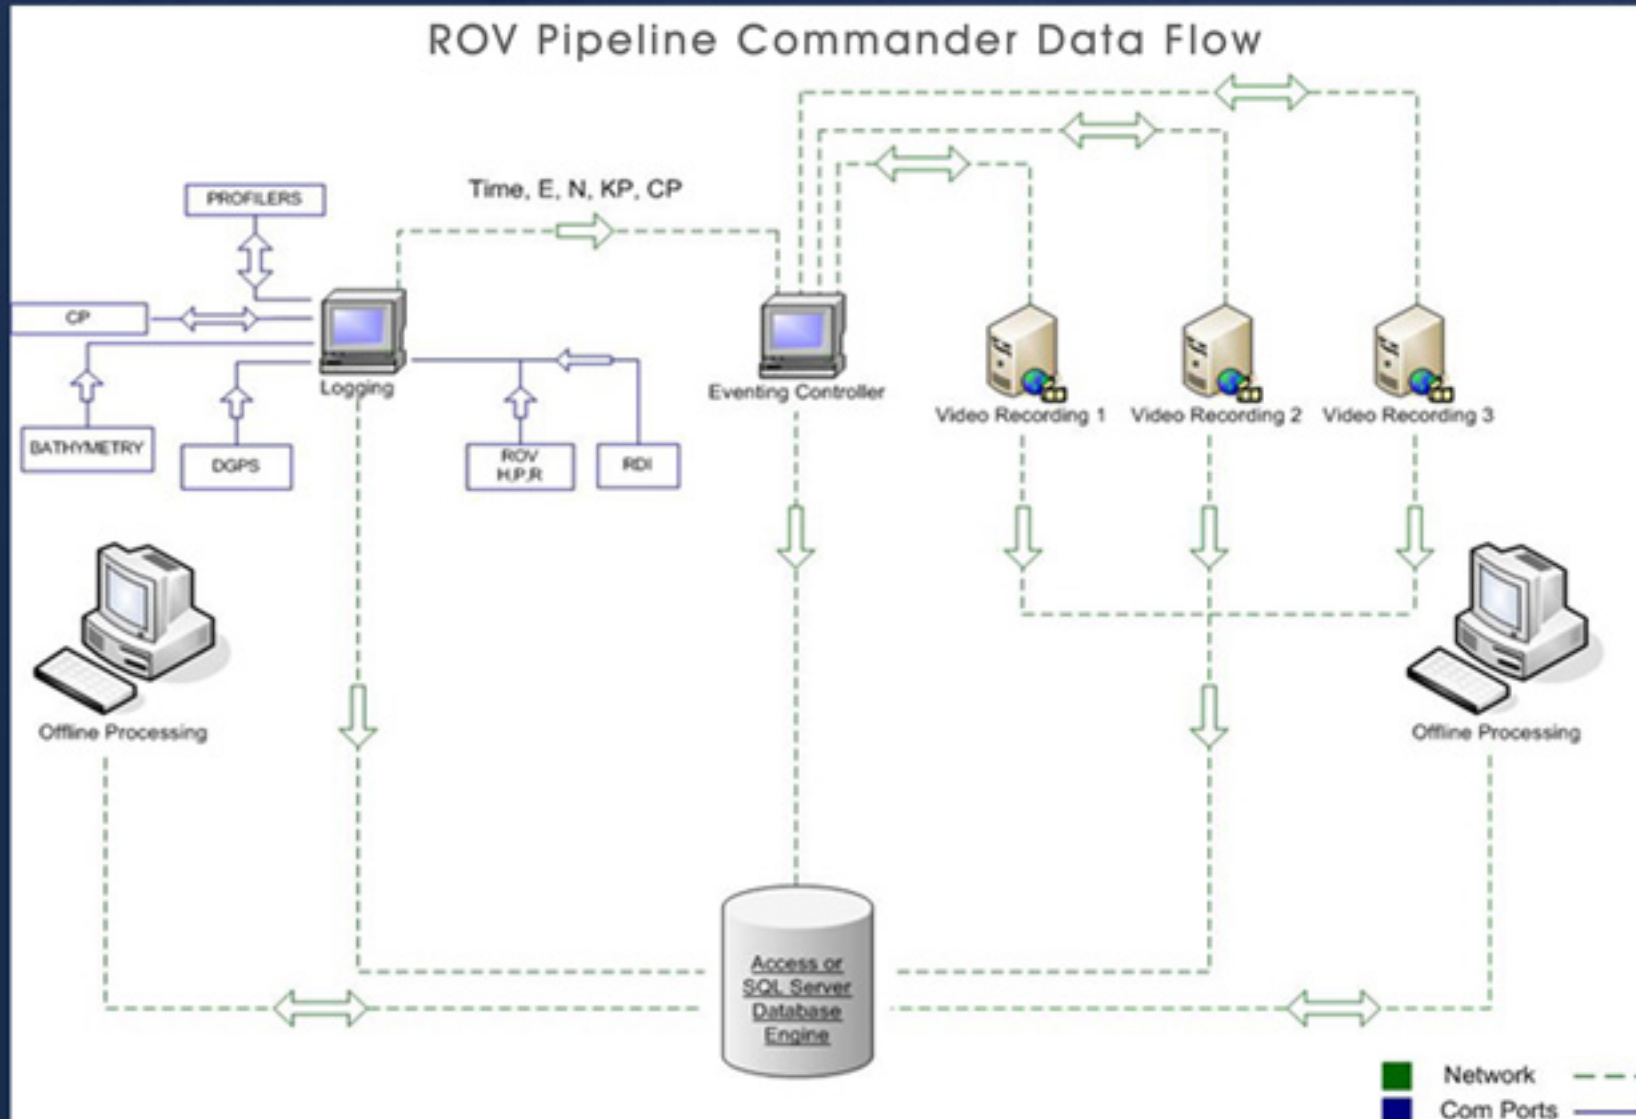 ROV Pipeline Commander Data Flow
Time, E, N, KP, CP
PROFILERS
CP
Logging
Eventing Controller
Video Recording 1
Video Recording 2
Video Recording 3
BATHYMETRY
DGPS
ROV
H,P,R
RDI
Offline Processing
Offline Processing
Access or
SQL Server
Database
Engine
Network
Com Ports